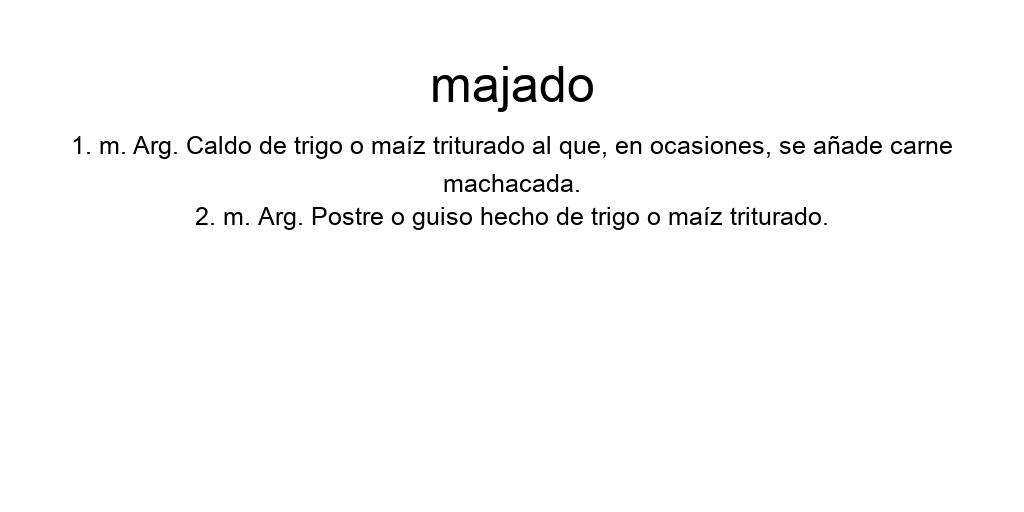 majado
1. m. Arg. Caldo de trigo o maíz triturado al que, en ocasiones, se añade carne
machacada.
2. m. Arg. Postre o guiso hecho de trigo o maíz triturado.